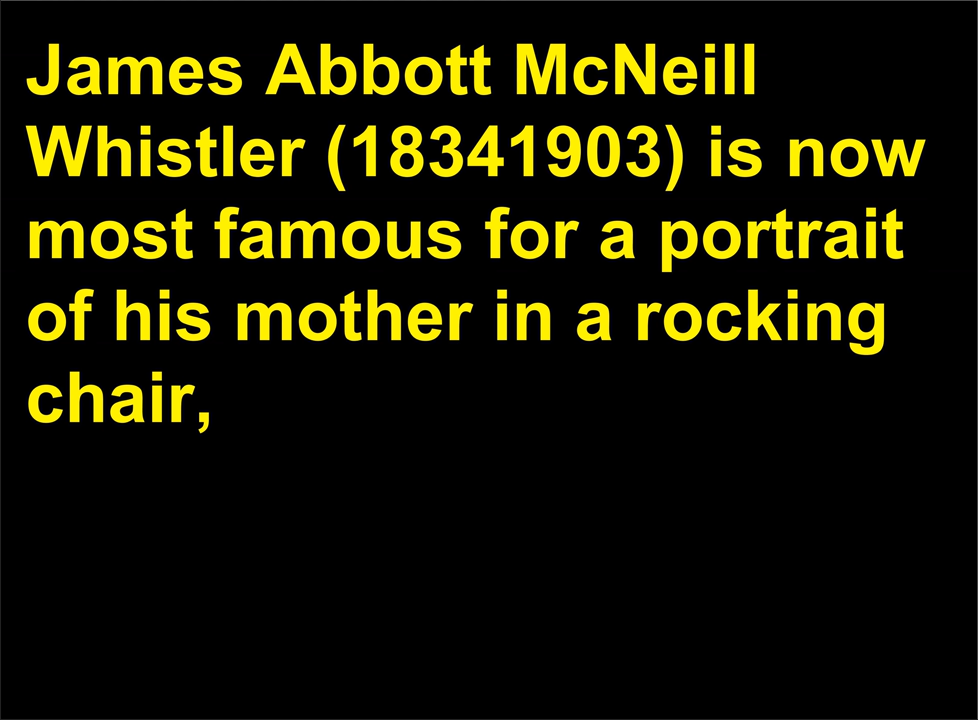 James Abbott McNeill
Whistler (18341903) is now
most famous for a portrait
of his mother in a rocking
chair,